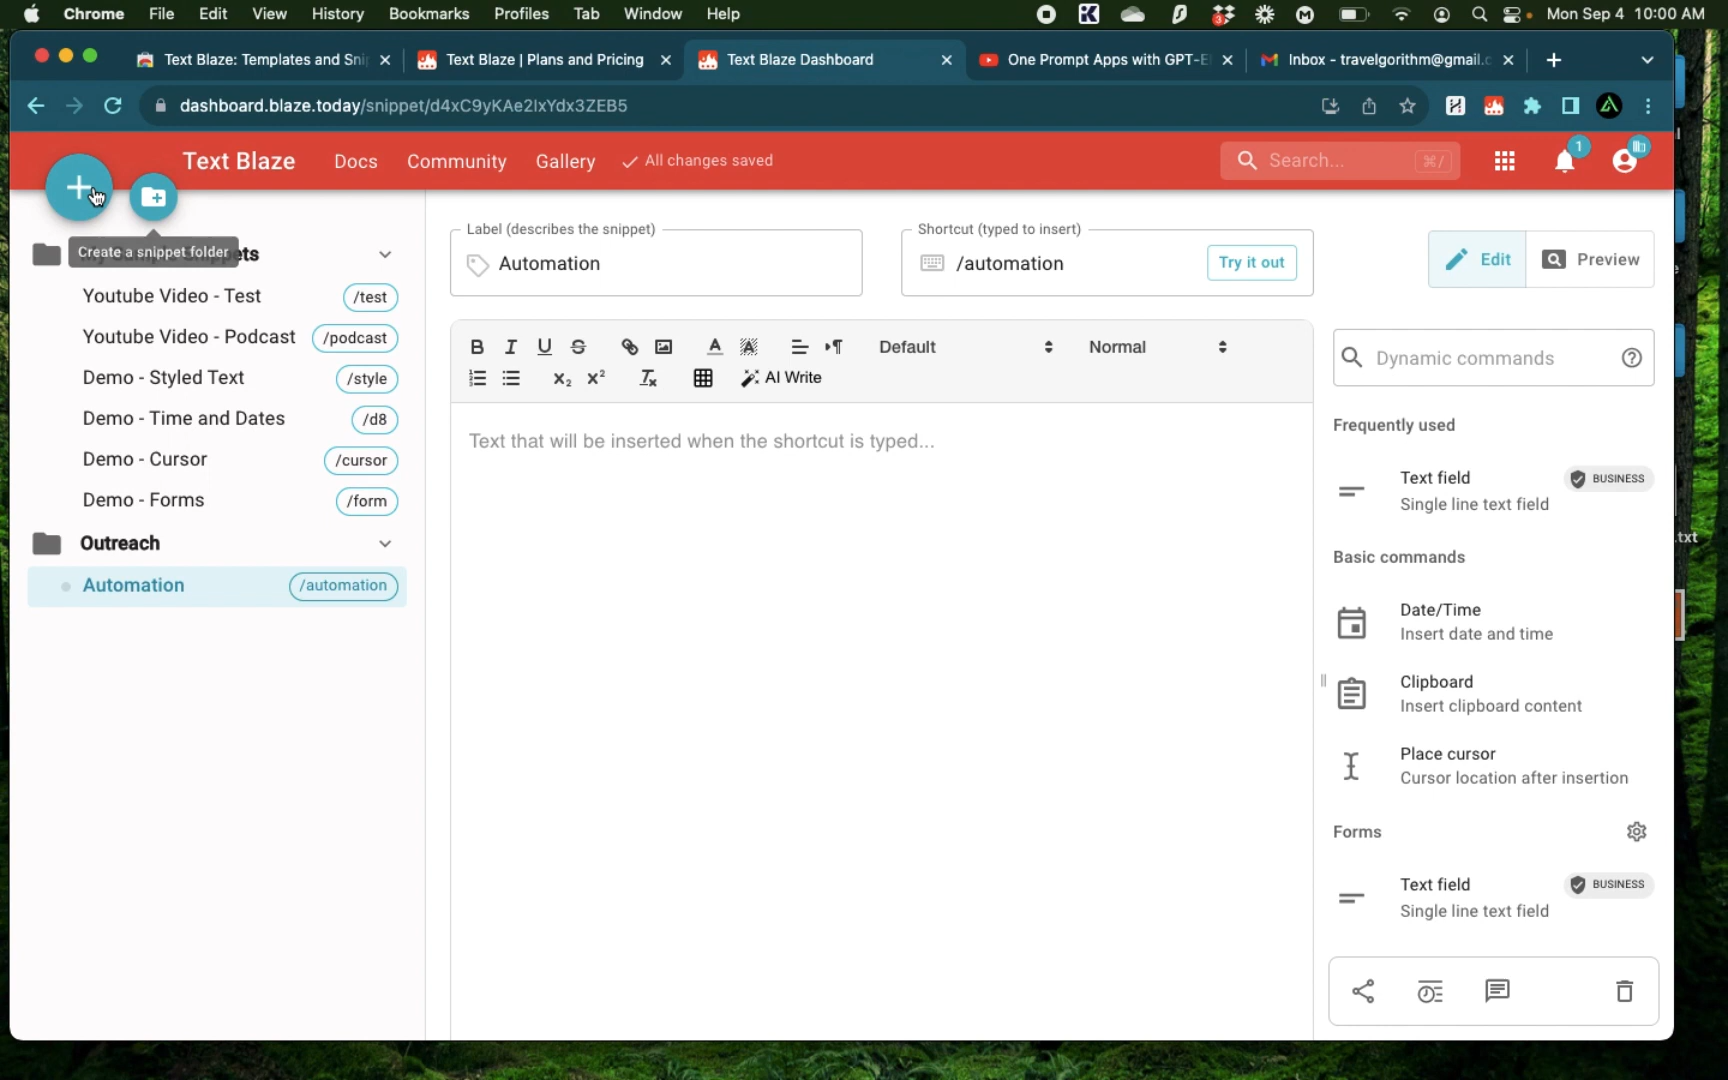 Chrome File Edit View History Bookmarks Profiles Tab Window Help 3 Mon Sep 4 10:00 AM
Text Blaze: Templates and Sni Text Blaze | Plans and Pricing Text Blaze Dashboard One Prompt Apps with GPT-E Inbox - travelgorithm@gmail.c
dashboard.blaze.today/snippet/d4xC9yKAe2lxYdx3ZEB5
Text Blaze Docs Community Gallery All changes saved Search... ⌘/ 1
Create a snippet folder
Youtube Video - Test /test
Youtube Video - Podcast /podcast
Demo - Styled Text /style
Demo - Time and Dates /d8
Demo - Cursor /cursor
Demo - Forms /form
Outreach
Automation /automation
Label (describes the snippet)
Automation
Shortcut (typed to insert)
/automation Try it out
Edit Preview
B I U S A A Default Normal
X₂ X² AI Write
Text that will be inserted when the shortcut is typed...
Dynamic commands
Frequently used
Text field BUSINESS
Single line text field
Basic commands
Date/Time
Insert date and time
Clipboard
Insert clipboard content
Place cursor
Cursor location after insertion
Forms
Text field BUSINESS
Single line text field
.txt